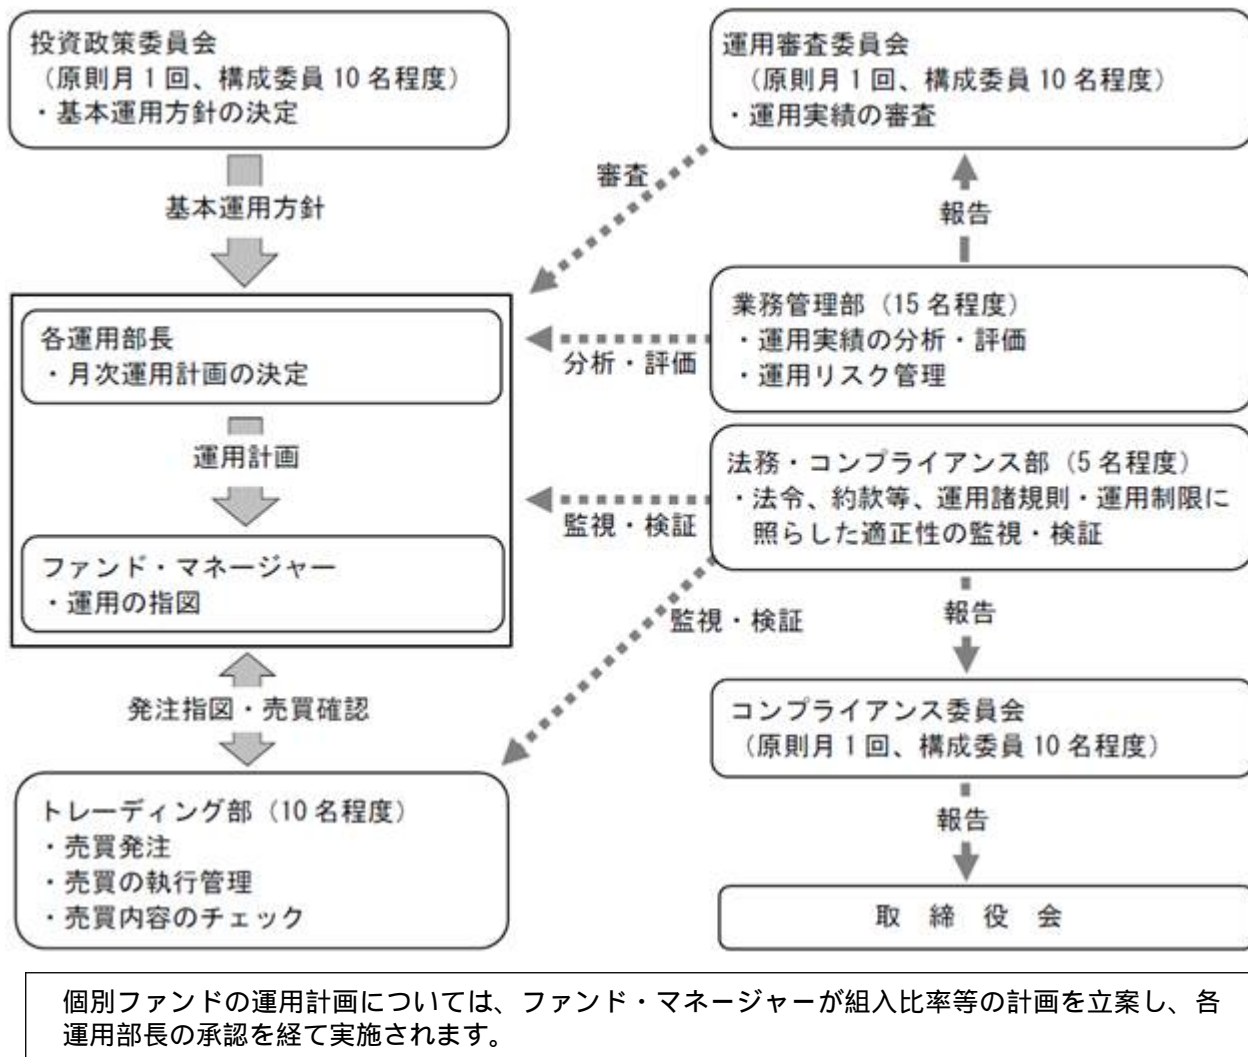 投資政策委員会
（原則月１回、構成委員 10 名程度）
・基本運用方針の決定
基本運用方針
各運用部長
・月次運用計画の決定
運用計画
ファンド・マネージャー
・運用の指図
発注指図・売買確認
トレーディング部（10 名程度）
・売買発注
・売買の執行管理
・売買内容のチェック
運用審査委員会
（原則月１回、構成委員 10 名程度）
・運用実績の審査
審査
報告
業務管理部（15 名程度）
・運用実績の分析・評価
・運用リスク管理
分析・評価
法務・コンプライアンス部（5 名程度）
・法令、約款等、運用諸規則・運用制限に
照らした適正性の監視・検証
監視・検証
監視・検証
報告
コンプライアンス委員会
（原則月１回、構成委員 10 名程度）
報告
取　締　役　会
個別ファンドの運用計画については、ファンド・マネージャーが組入比率等の計画を立案し、各
運用部長の承認を経て実施されます。